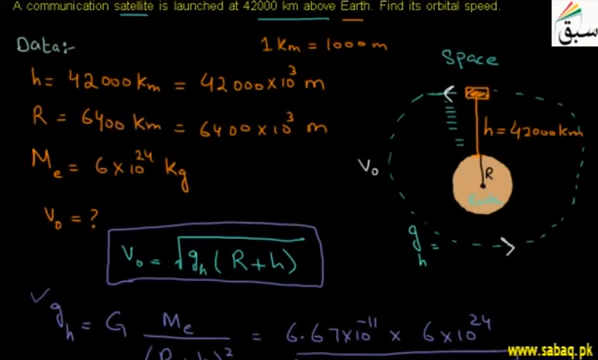 A communication satellite is launched at 42000 km above Earth. Find its orbital speed.
سبق
Data:-
1 Km = 1000 m
Space
h = 42000 Km = 42000×10³ m
R = 6400 Km = 6400×10³ m
h = 42000 km
Mₑ = 6×10²⁴ Kg
V₀
R
V₀ = ?
g
h =
V₀ = √gₕ (R+h)
gₕ = G Mₑ/(R+h)² = 6.67×10⁻¹¹ × 6×10²⁴
www.sabaq.pk